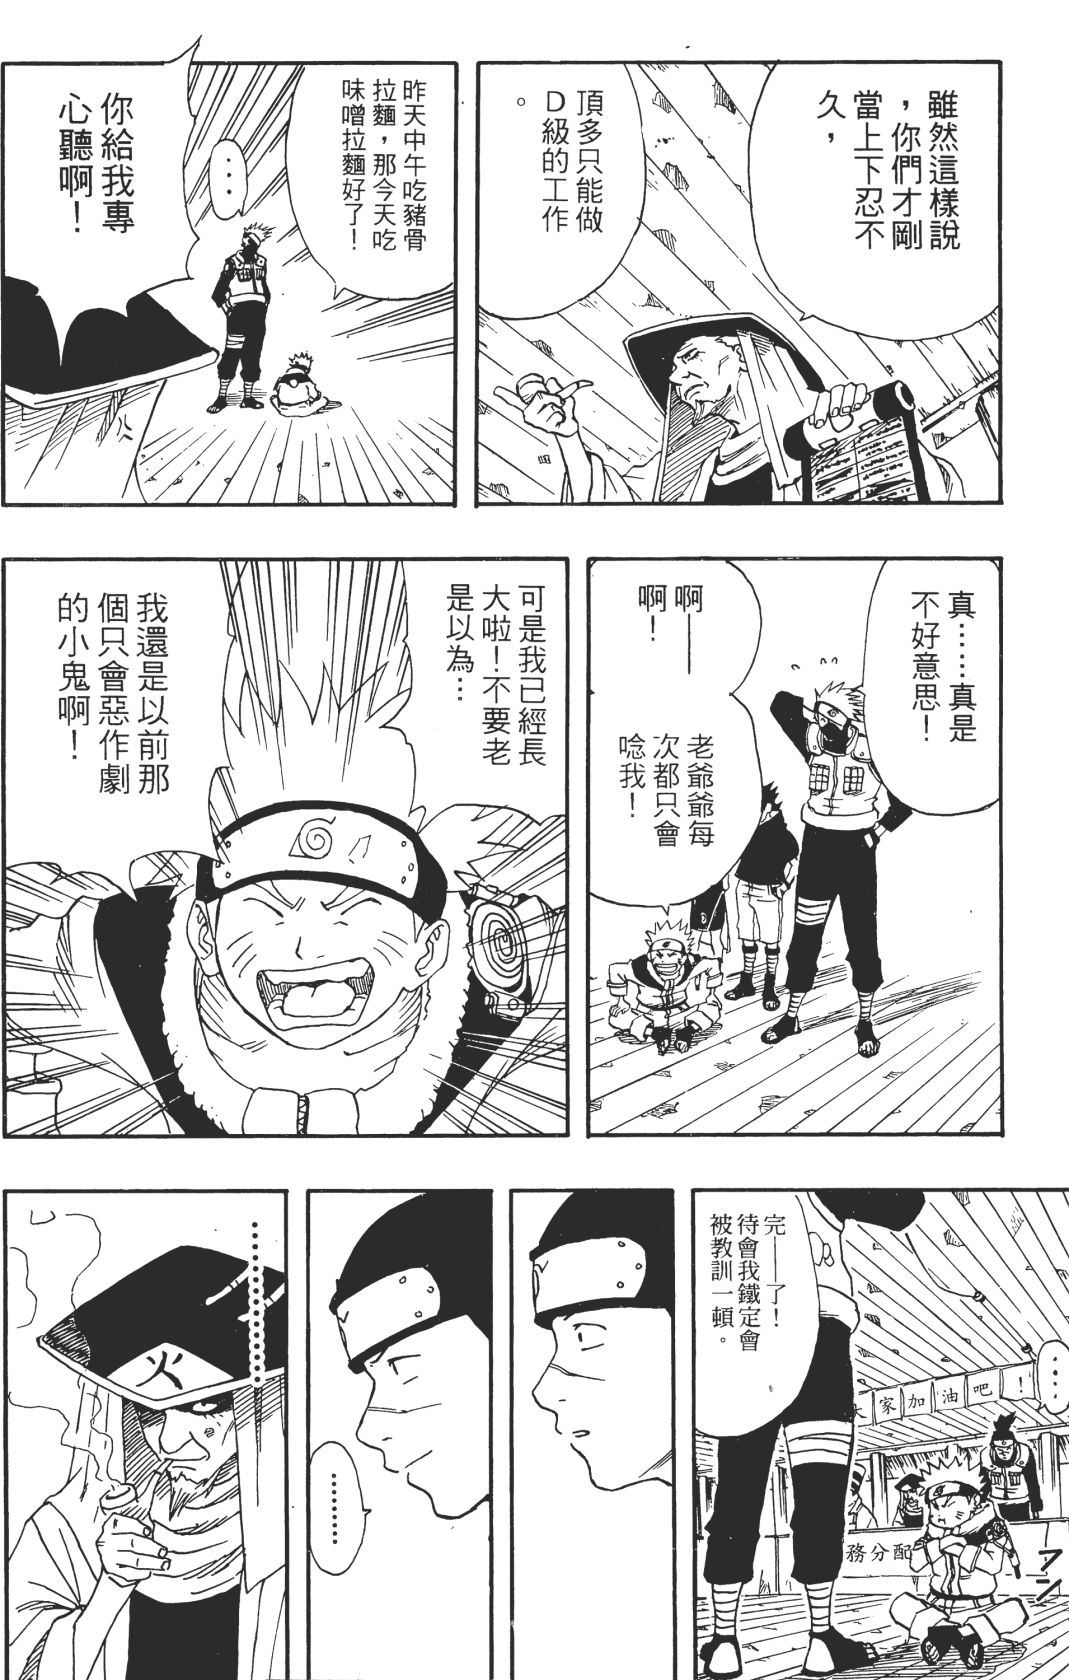 雖然這樣說
，你們才剛
當上下忍不
久，
頂多只能做
D級的工作
。
昨天中午吃豬骨
拉麵，那今天吃
味噌拉麵好了！
…
你給我專
心聽啊！
真……真是
不好意思！
啊——
啊！
老爺爺每
次都只會
唸我！
可是我已經長
大啦！不要老
是以為…
我還是以前那
個只會惡作劇
的小鬼啊！
完——了！
待會我鐵定會
被教訓一頓。
…
家加油吧！
務分配
フン
………
火